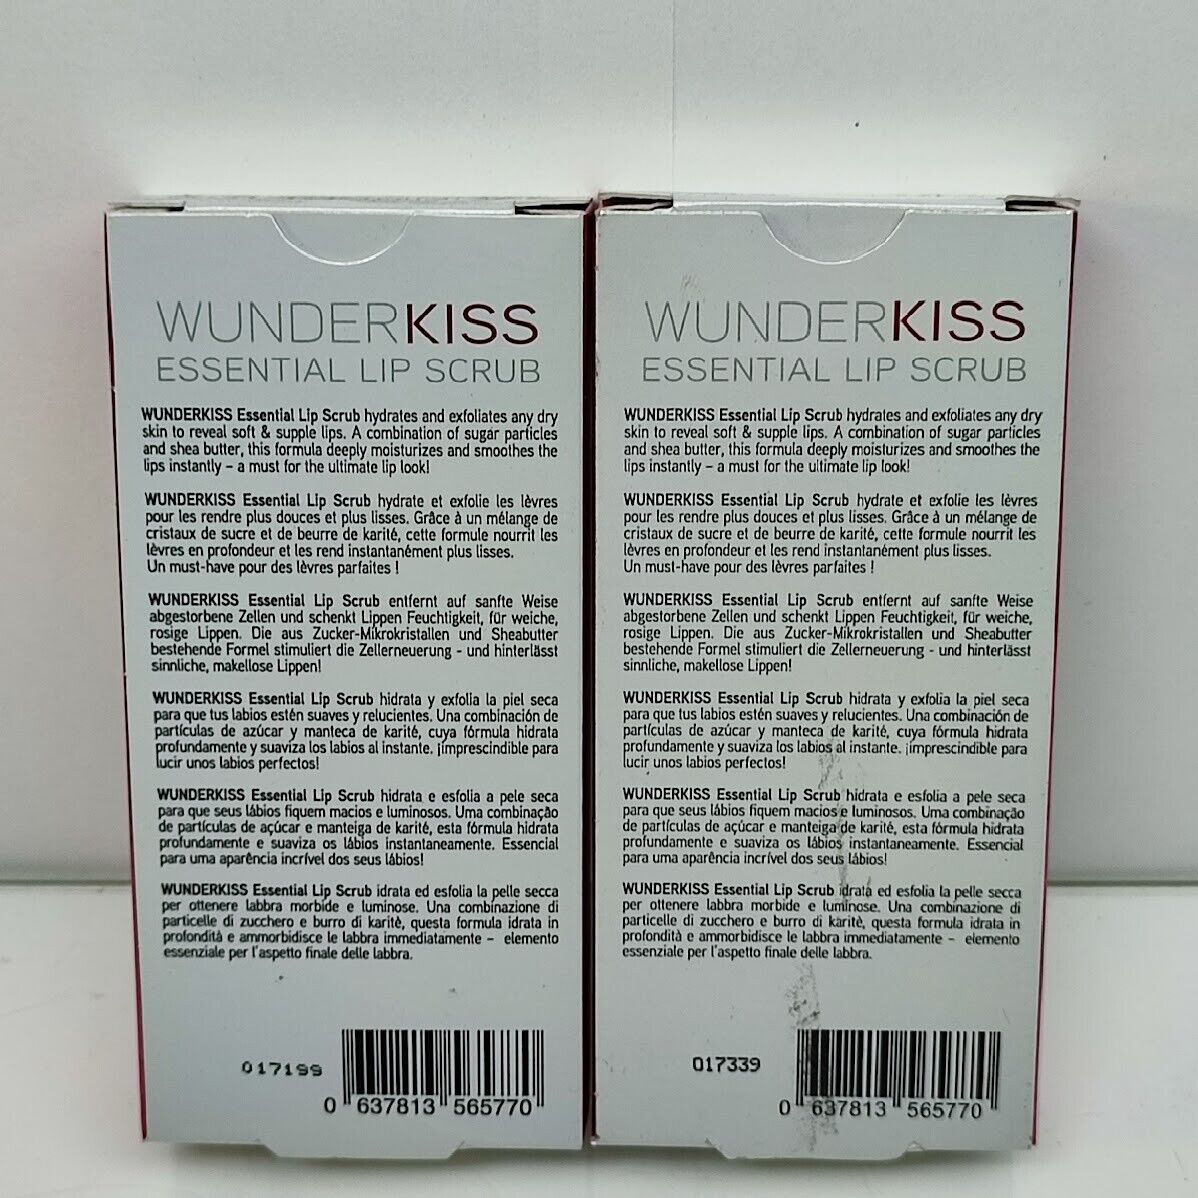 WUNDERKISS
ESSENTIAL LIP SCRUB
WUNDERKISS Essential Lip Scrub hydrates and exfoliates any dry
skin to reveal soft & supple lips. A combination of sugar particles
and shea butter, this formula deeply moisturizes and smoothes the
lips instantly – a must for the ultimate lip look!
WUNDERKISS Essential Lip Scrub hydrate et exfolie les lèvres
pour les rendre plus douces et plus lisses. Grâce à un mélange de
cristaux de sucre et de beurre de karité, cette formule nourrit les
lèvres en profondeur et les rend instantanément plus lisses.
Un must-have pour des lèvres parfaites !
WUNDERKISS Essential Lip Scrub entfernt auf sanfte Weise
abgestorbene Zellen und schenkt Lippen Feuchtigkeit, für weiche,
rosige Lippen. Die aus Zucker-Mikrokristallen und Sheabutter
bestehende Formel stimuliert die Zellerneuerung - und hinterlässt
sinnliche, makellose Lippen!
WUNDERKISS Essential Lip Scrub hidrata y exfolia la piel seca
para que tus labios estén suaves y relucientes. Una combinación de
partículas de azúcar y manteca de karité, cuya fórmula hidrata
profundamente y suaviza los labios al instante. ¡imprescindible para
lucir unos labios perfectos!
WUNDERKISS Essential Lip Scrub hidrata e esfolia a pele seca
para que seus lábios fiquem macios e luminosos. Uma combinação
de partículas de açúcar e manteiga de karité, esta fórmula hidrata
profundamente e suaviza os lábios instantaneamente. Essencial
para uma aparência incrível dos seus lábios!
WUNDERKISS Essential Lip Scrub idrata ed esfolia la pelle secca
per ottenere labbra morbide e luminose. Una combinazione di
particelle di zucchero e burro di karitè, questa formula idrata in
profondità e ammorbidisce le labbra immediatamente – elemento
essenziale per l'aspetto finale delle labbra.
017199
0 637813 565770
WUNDERKISS
ESSENTIAL LIP SCRUB
WUNDERKISS Essential Lip Scrub hydrates and exfoliates any dry
skin to reveal soft & supple lips. A combination of sugar particles
and shea butter, this formula deeply moisturizes and smoothes the
lips instantly – a must for the ultimate lip look!
WUNDERKISS Essential Lip Scrub hydrate et exfolie les lèvres
pour les rendre plus douces et plus lisses. Grâce à un mélange de
cristaux de sucre et de beurre de karité, cette formule nourrit les
lèvres en profondeur et les rend instantanément plus lisses.
Un must-have pour des lèvres parfaites !
WUNDERKISS Essential Lip Scrub entfernt auf sanfte Weise
abgestorbene Zellen und schenkt Lippen Feuchtigkeit, für weiche,
rosige Lippen. Die aus Zucker-Mikrokristallen und Sheabutter
bestehende Formel stimuliert die Zellerneuerung - und hinterlässt
sinnliche, makellose Lippen!
WUNDERKISS Essential Lip Scrub hidrata y exfolia la piel seca
para que tus labios estén suaves y relucientes. Una combinación de
partículas de azúcar y manteca de karité, cuya fórmula hidrata
profundamente y suaviza los labios al instante. ¡imprescindible para
lucir unos labios perfectos!
WUNDERKISS Essential Lip Scrub hidrata e esfolia a pele seca
para que seus lábios fiquem macios e luminosos. Uma combinação
de partículas de açúcar e manteiga de karité, esta fórmula hidrata
profundamente e suaviza os lábios instantaneamente. Essencial
para uma aparência incrível dos seus lábios!
WUNDERKISS Essential Lip Scrub idrata ed esfolia la pelle secca
per ottenere labbra morbide e luminose. Una combinazione di
particelle di zucchero e burro di karitè, questa formula idrata in
profondità e ammorbidisce le labbra immediatamente – elemento
essenziale per l'aspetto finale delle labbra.
017339
0 637813 565770